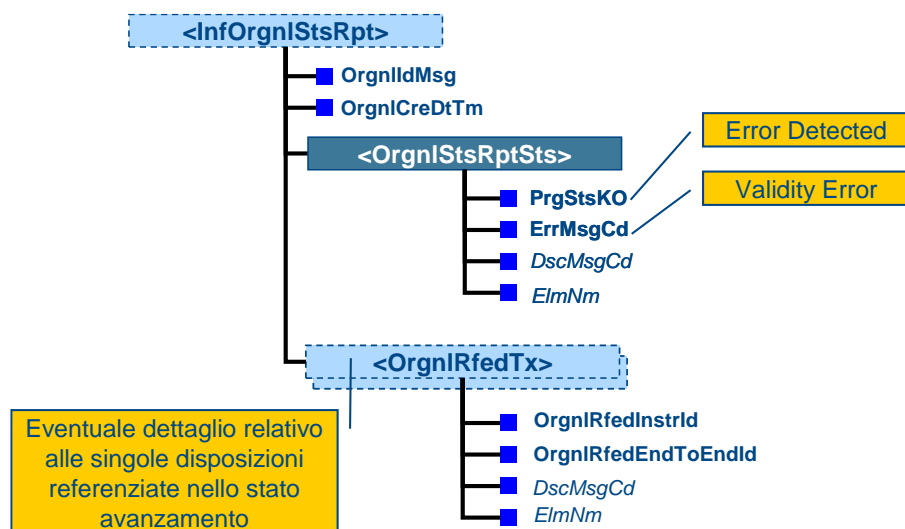 <InfOrgnlStsRpt>
OrgnlIdMsg
OrgnlCreDtTm
<OrgnlStsRptSts>
Error Detected
PrgStsKO
Validity Error
ErrMsgCd
DscMsgCd
ElmNm
<OrgnlRfedTx>
Eventuale dettaglio relativo
alle singole disposizioni
referenziate nello stato
avanzamento
OrgnlRfedInstrId
OrgnlRfedEndToEndId
DscMsgCd
ElmNm